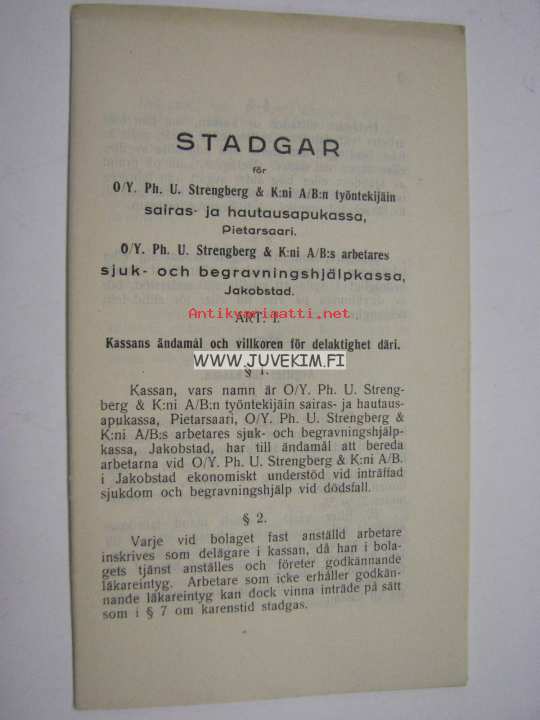 STADGAR
för
O/Y. Ph. U. Strengberg & K:ni A/B:n työntekijäin
sairas- ja hautausapukassa,
Pietarsaari.
O/Y. Ph. U. Strengberg & K:ni A/B:s arbetares
sjuk- och begravningshjälpkassa,
Jakobstad.
Antikvariaatti.net
ART. I.
Kassans ändamål och villkoren för delaktighet däri.
WWW.JUVEKIM.FI
§ 1.
Kassan, vars namn är O/Y. Ph. U. Streng-
berg & K:ni A/B:n työntekijäin sairas- ja hautaus-
apukassa, Pietarsaari, O/Y. Ph. U. Strengberg &
K:ni A/B:s arbetares sjuk- och begravningshjälp-
kassa, Jakobstad, har till ändamål att bereda
arbetarna vid O/Y. Ph. U. Strengberg & K:ni A/B.
i Jakobstad ekonomiskt understöd vid inträffad
sjukdom och begravningshjälp vid dödsfall.
§ 2.
Varje vid bolaget fast anställd arbetare
inskrives som delägare i kassan, då han i bola-
gets tjänst anställes och företer godkännande
läkareintyg. Arbetare som icke erhåller godkän-
nande läkareintyg kan dock vinna inträde på sätt
som i § 7 om karenstid stadgas.